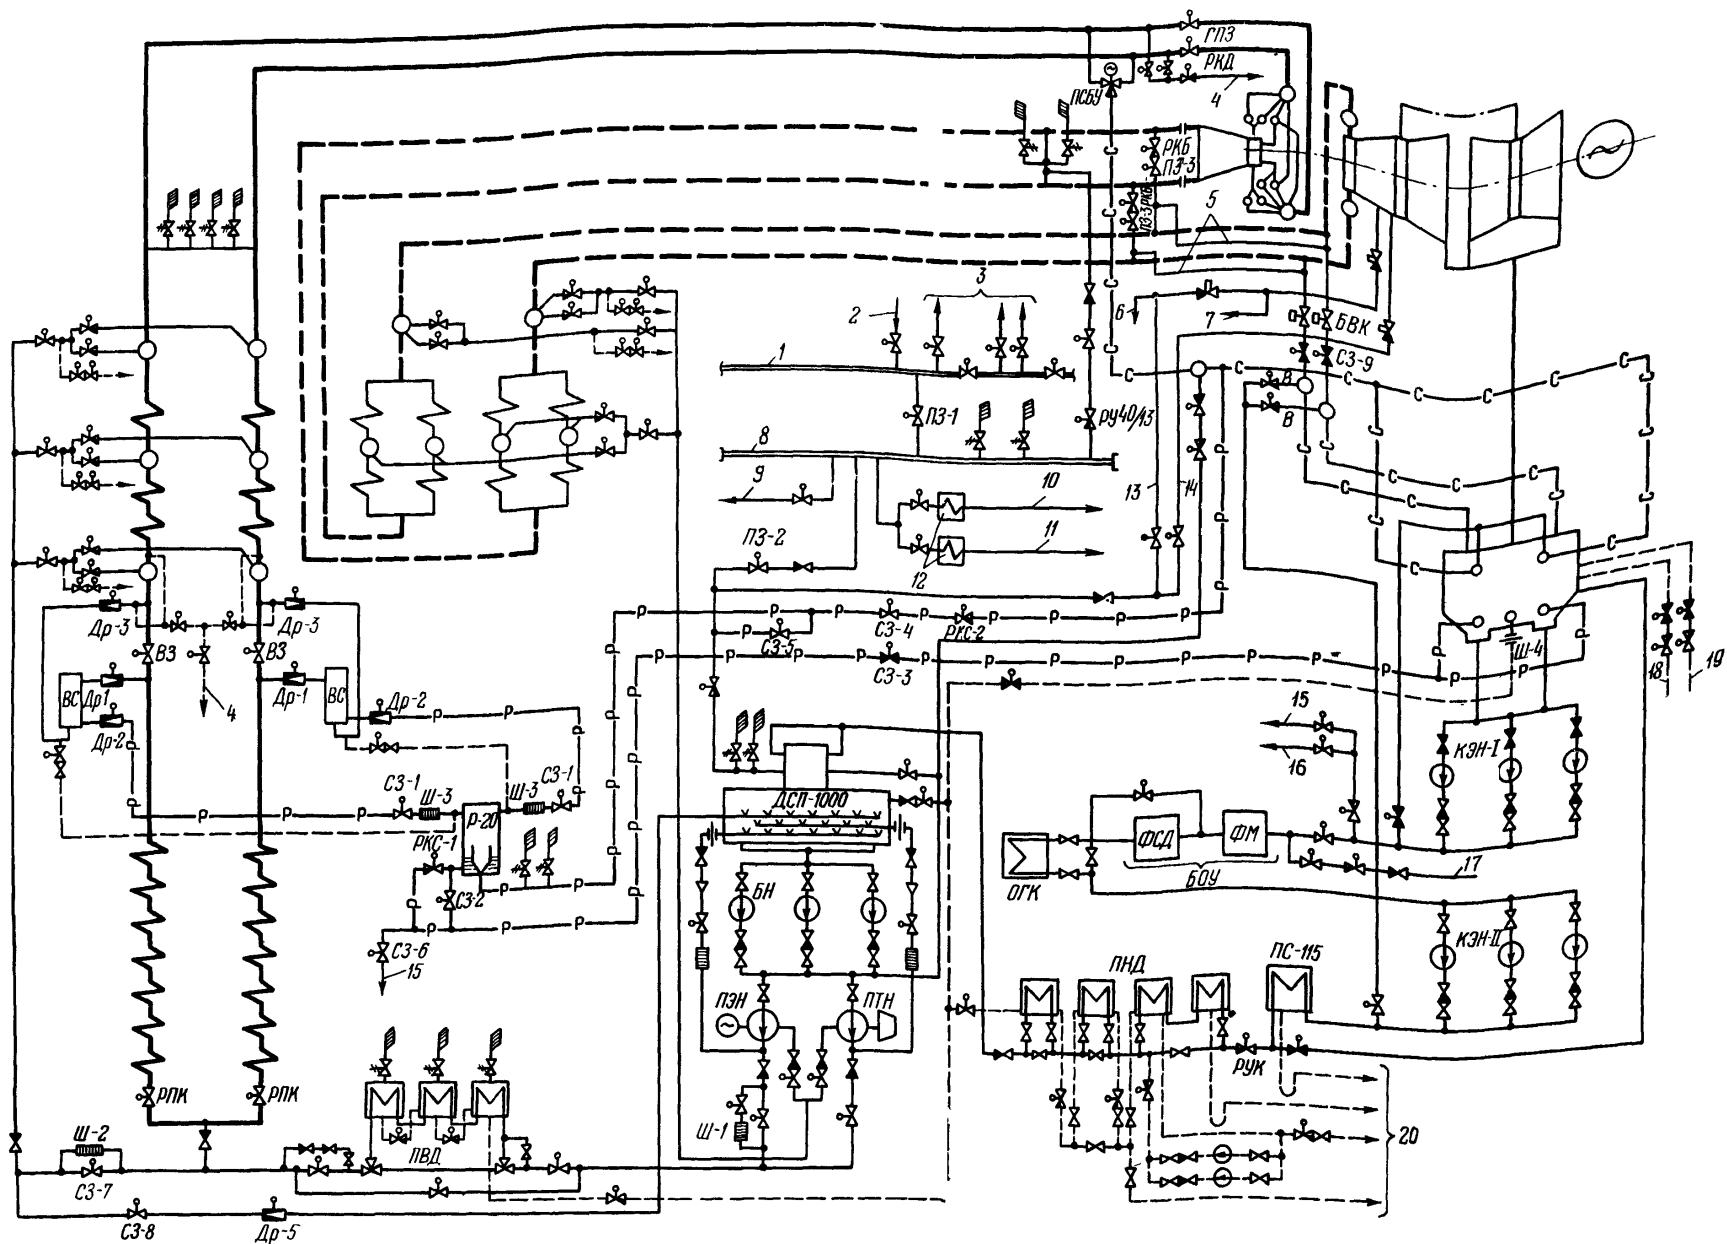 ГПЗ
РКД
4
ПСБУ
РКБ
ПЗ-3
ПЗ-3 РКБ
5
3
2
6
7
БВК
СЗ-9
1
С
С
С
С
С
С
С
С
В
В
ПЗ-1
РУ40/13
8
9
10
11
12
13
14
ПЗ-2
Р
Р
СЗ-4
РКС-2
СЗ-5
СЗ-3
Ш-4
18
19
Др-3
Др-3
ВЗ
ВЗ
ВС
Др1
Др-1
ВС
Др-2
Др-2
4
СЗ-1
Ш-3
Ш-3
СЗ-1
Р-20
РКС-1
СЗ-2
СЗ-6
15
ДСП-1000
БН
ПЭН
ПТН
15
16
КЭН-I
ФСД
ФМ
БОУ
ОГК
17
КЭН-II
ПНД
ПС-115
РУК
20
РПК
РПК
Ш-2
СЗ-7
СЗ-8
Др-5
ПВД
Ш-1